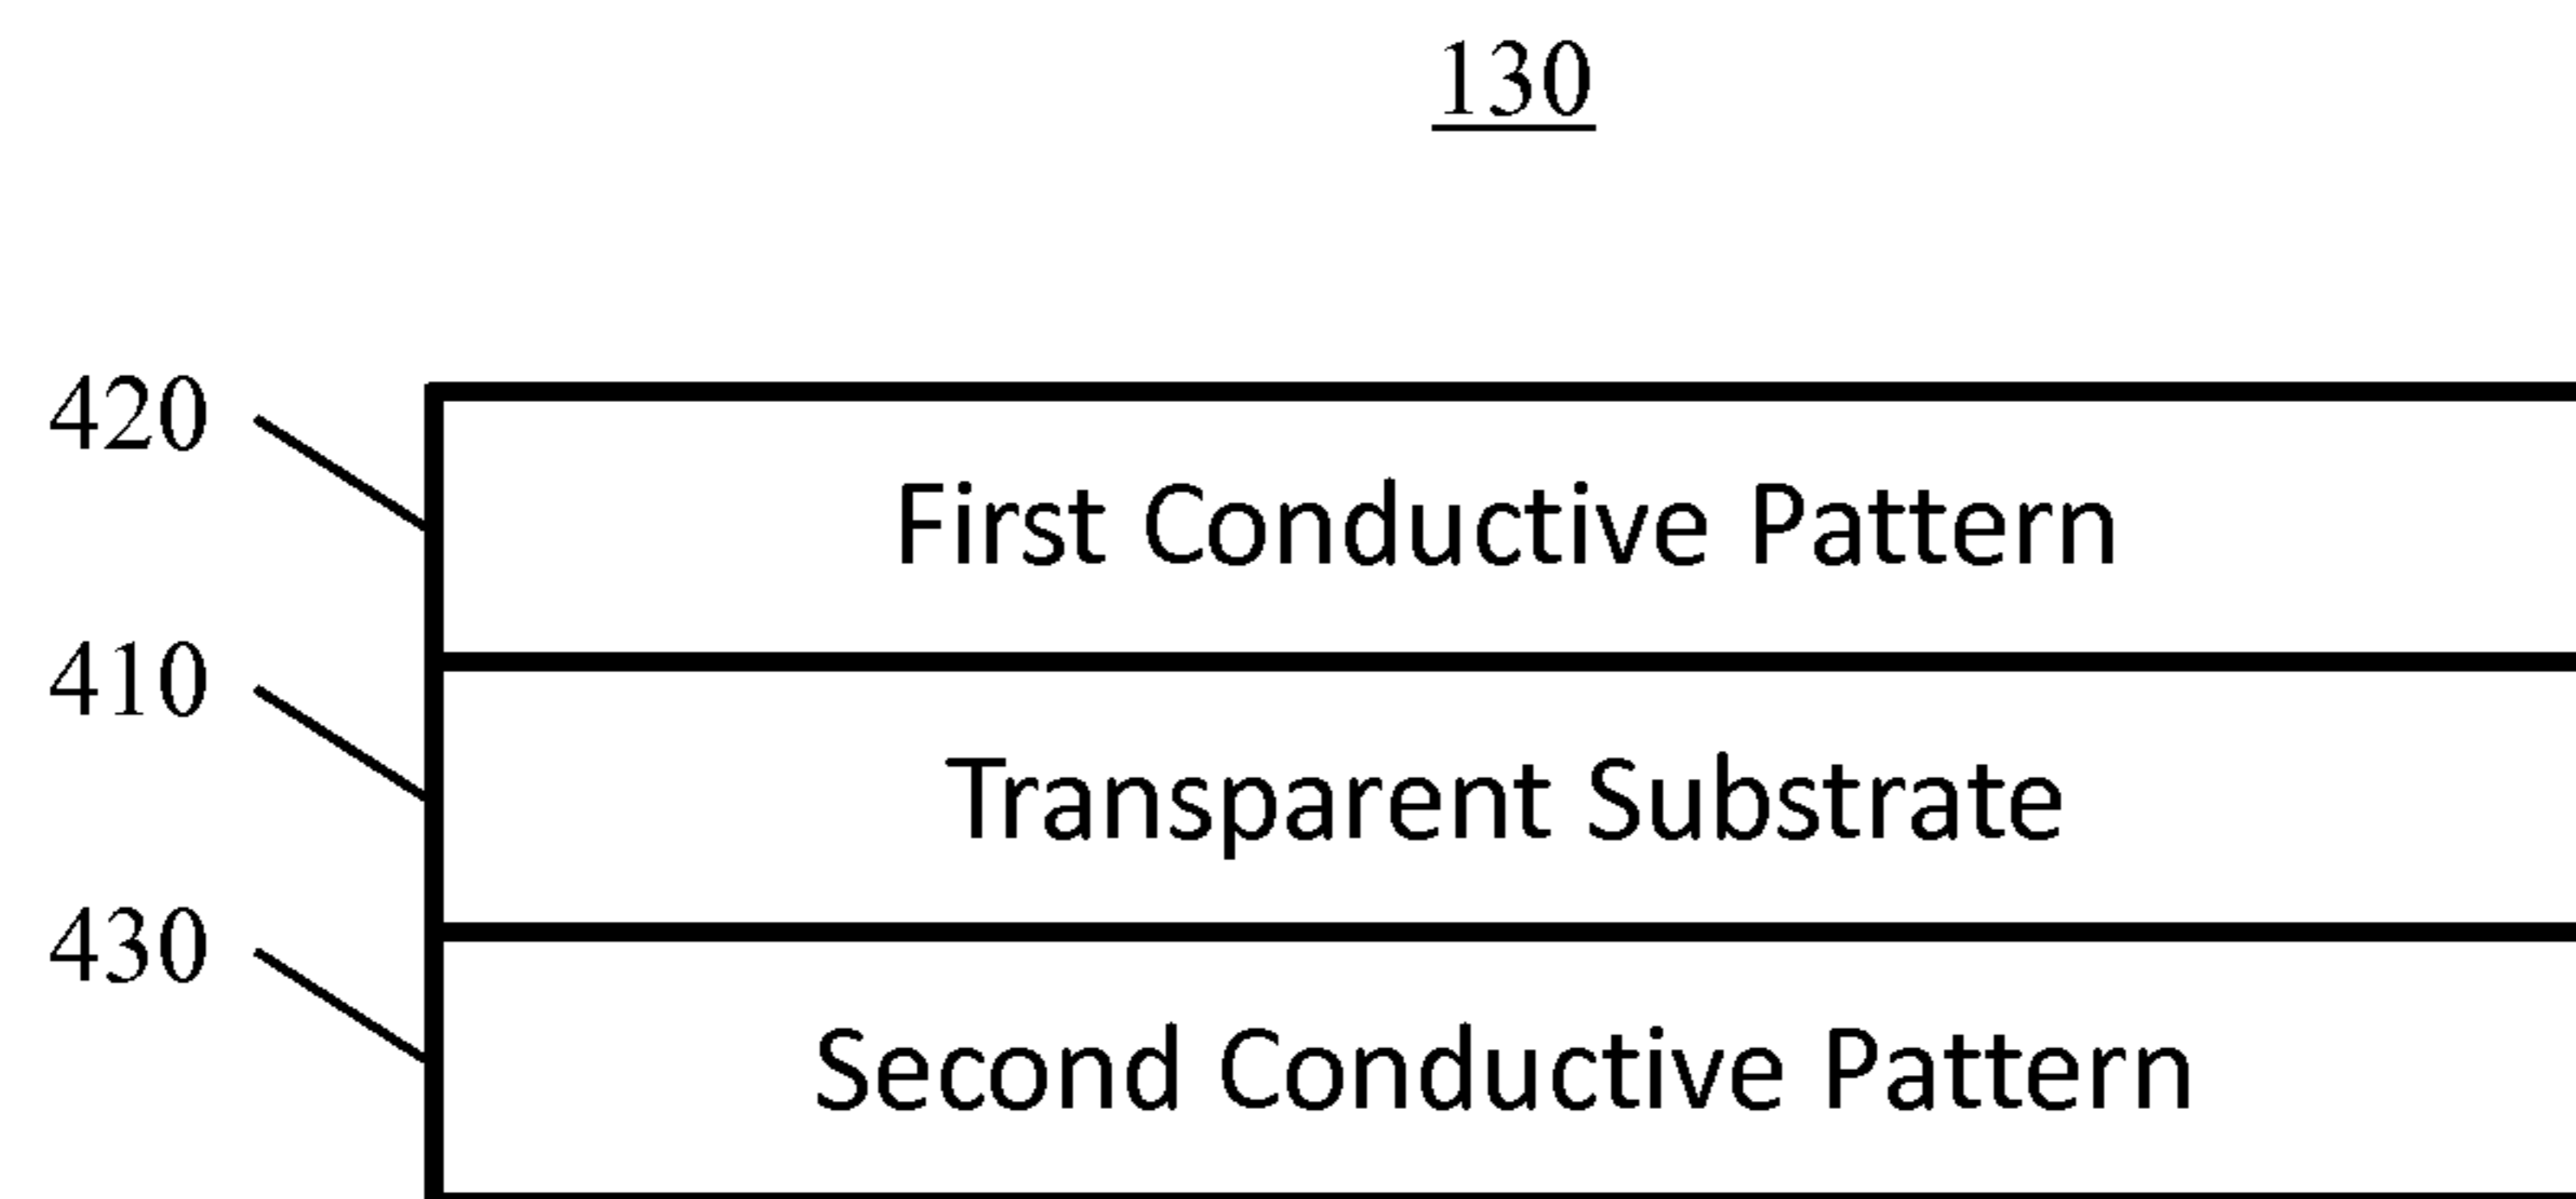 130
420
First Conductive Pattern
410
Transparent Substrate
430
Second Conductive Pattern